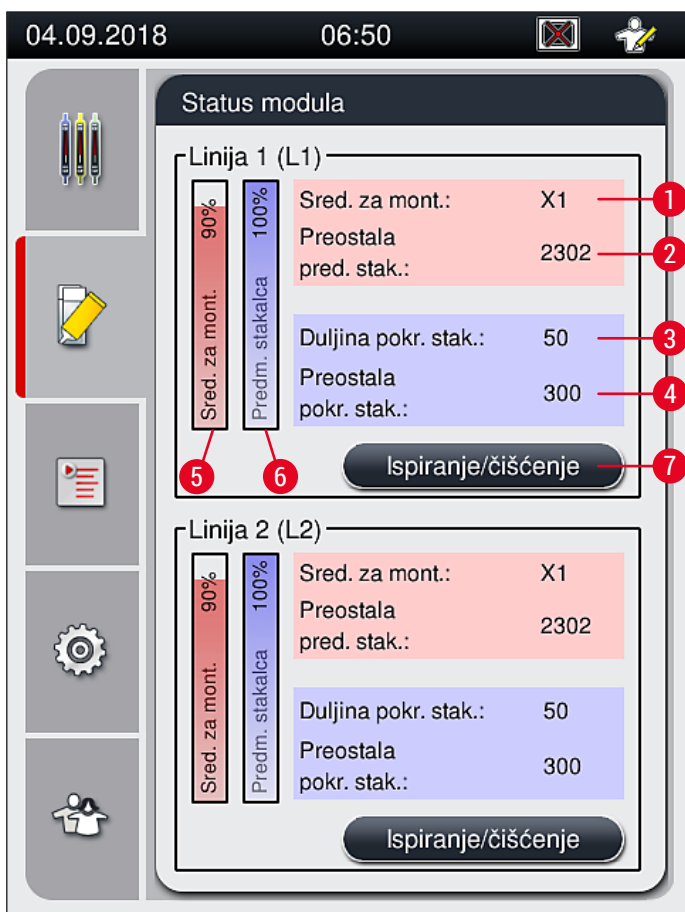 04.09.2018 06:50
Status modula
Linija 1 (L1)
90%
Sred. za mont.
100%
Predm. stakalca
Sred. za mont.: X1
Preostala
pred. stak.: 2302
Duljina pokr. stak.: 50
Preostala
pokr. stak.: 300
Ispiranje/čišćenje
1
2
3
4
5
6
7
Linija 2 (L2)
90%
Sred. za mont.
100%
Predm. stakalca
Sred. za mont.: X1
Preostala
pred. stak.: 2302
Duljina pokr. stak.: 50
Preostala
pokr. stak.: 300
Ispiranje/čišćenje